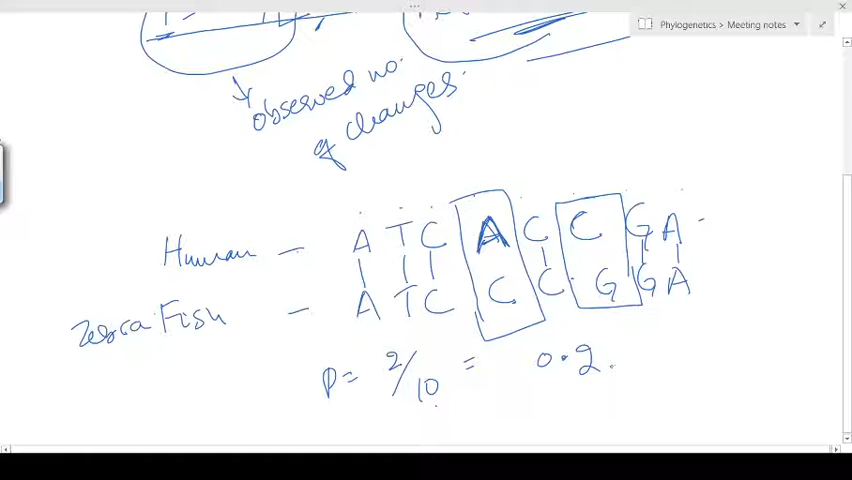 Phylogenetics > Meeting notes
observed no.
of changes.
Human - A T C A C C G A -
Zebra Fish - A T C C C G G A
P = 2/10 = 0.2.